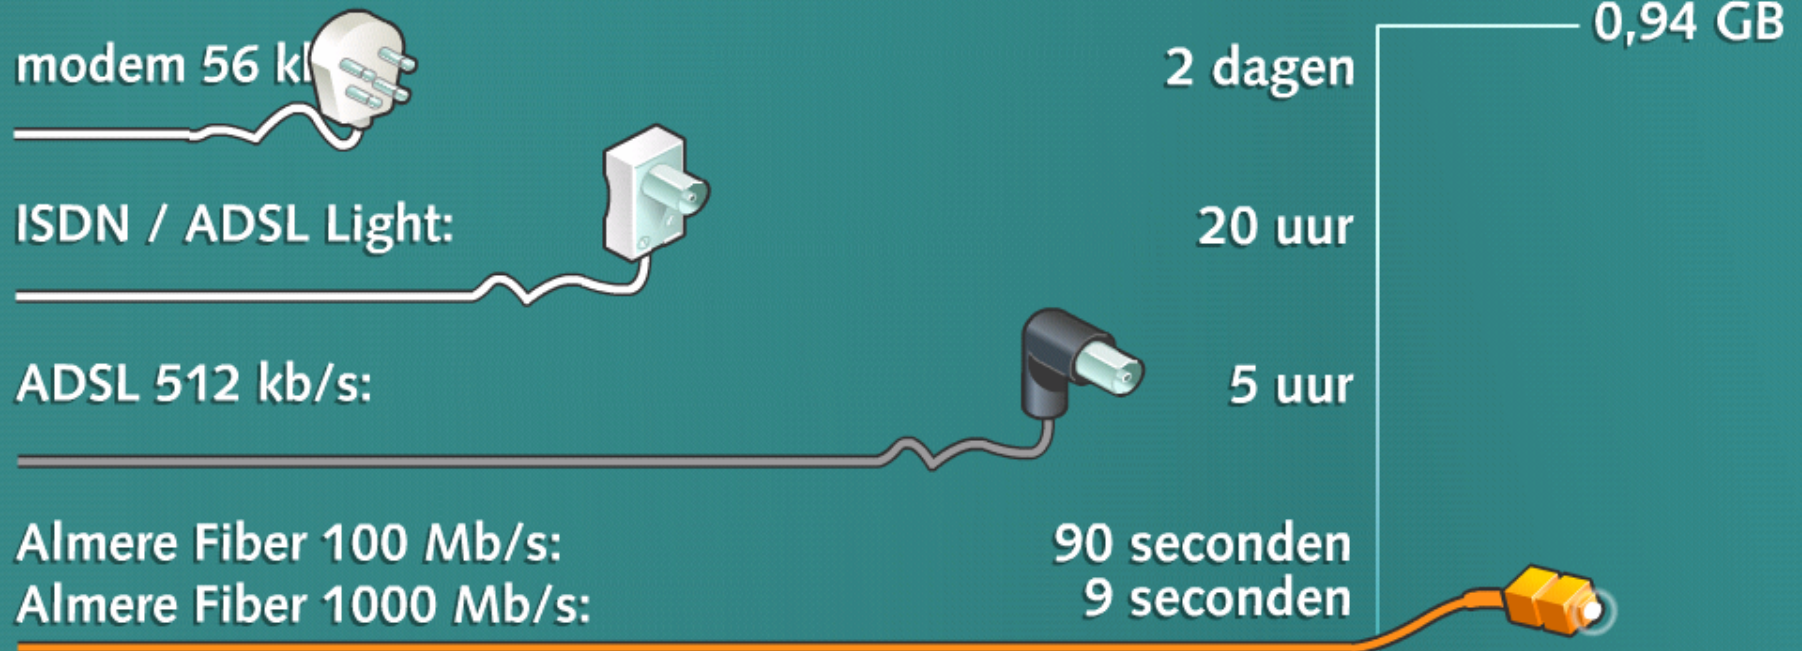 modem 56
2 dagen
0,94 GB
ISDN / ADSL Light:
20 uur
ADSL 512 kb/s:
5 uur
Almere Fiber 100 Mb/s:
90 seconden
Almere Fiber 1000 Mb/s:
9 seconden